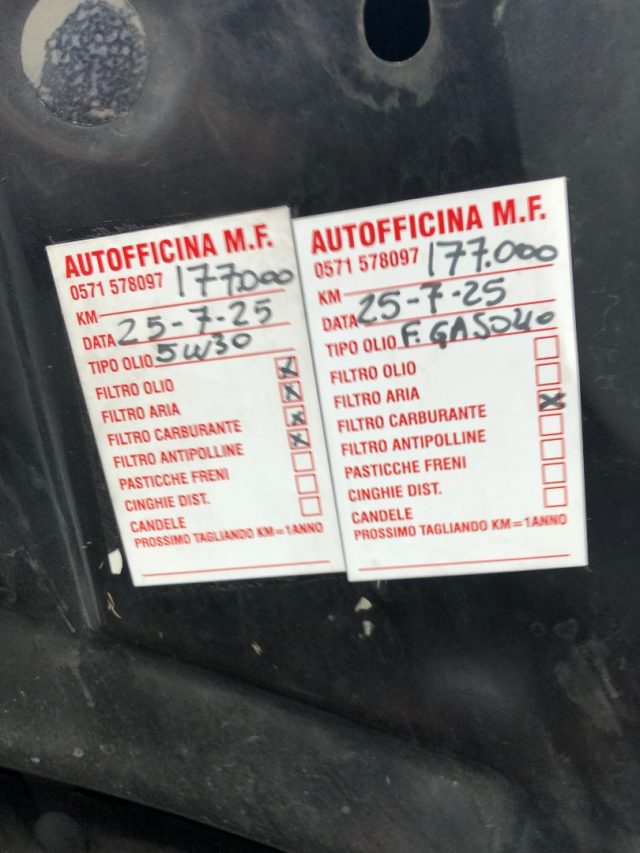 AUTOFFICINA M.F.
0571 578097
KM 177.000
DATA 25-7-25
TIPO OLIO 5W30
FILTRO OLIO X
FILTRO ARIA X
FILTRO CARBURANTE X
FILTRO ANTIPOLLINE X
PASTICCHE FRENI
CINGHIE DIST.
CANDELE
PROSSIMO TAGLIANDO KM=1ANNO
AUTOFFICINA M.F.
0571 578097
KM 177.000
DATA 25-7-25
TIPO OLIO F. GASOLIO
FILTRO OLIO
FILTRO ARIA
FILTRO CARBURANTE X
FILTRO ANTIPOLLINE
PASTICCHE FRENI
CINGHIE DIST.
CANDELE
PROSSIMO TAGLIANDO KM=1ANNO